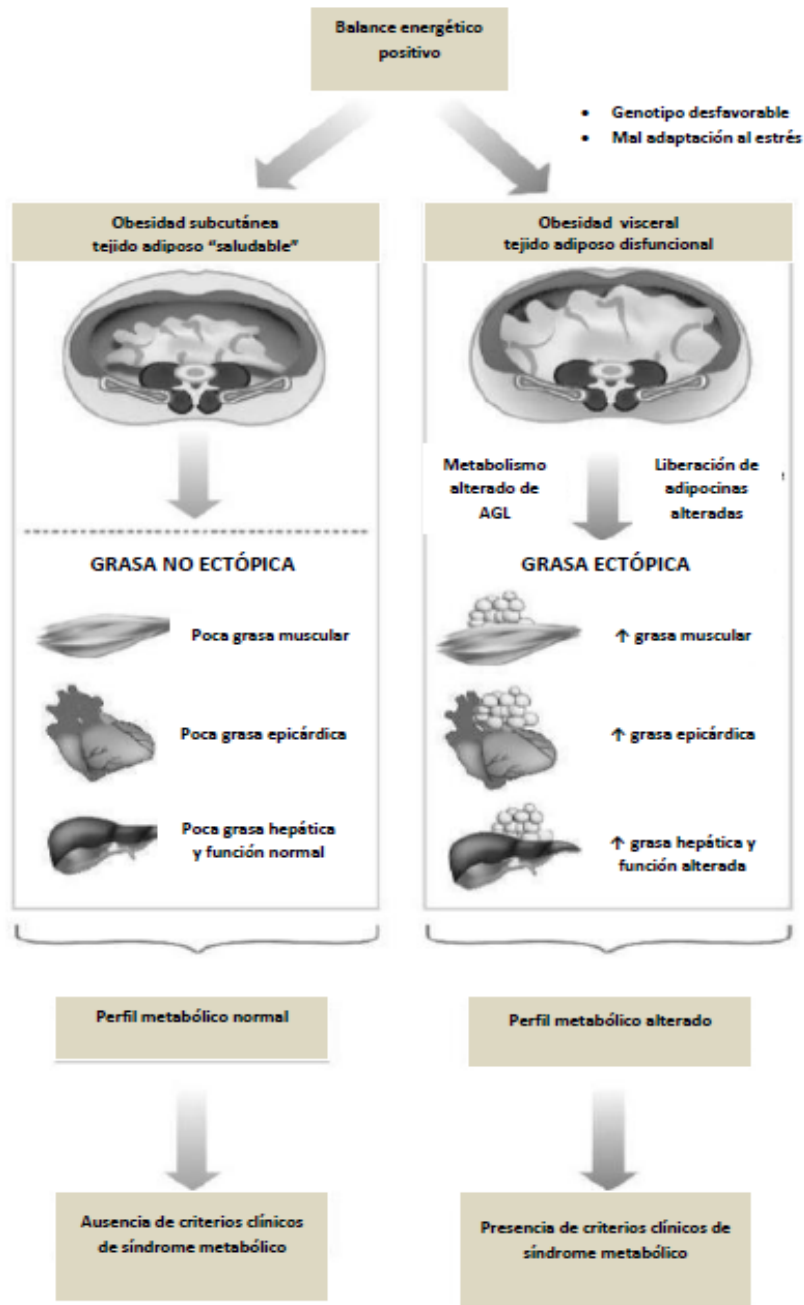 Balance energético
positivo
• Genotipo desfavorable
• Mal adaptación al estrés
Obesidad subcutánea
tejido adiposo “saludable”
Obesidad visceral
tejido adiposo disfuncional
Metabolismo
alterado de
AGL
Liberación de
adipocinas
alteradas
GRASA NO ECTÓPICA
Poca grasa muscular
Poca grasa epicárdica
Poca grasa hepática
y función normal
GRASA ECTÓPICA
↑ grasa muscular
↑ grasa epicárdica
↑ grasa hepática y
función alterada
Perfil metabólico normal
Perfil metabólico alterado
Ausencia de criterios clínicos
de síndrome metabólico
Presencia de criterios clínicos de
síndrome metabólico